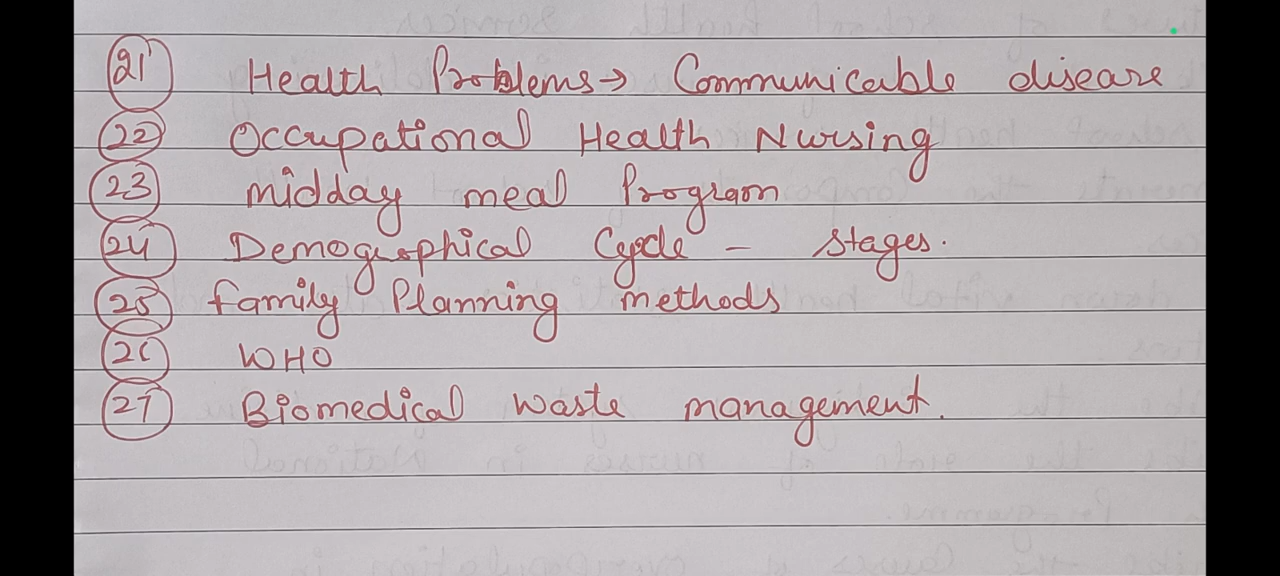 21 Health Problems → Communicable disease
22 Occupational Health Nursing
23 midday meal Program
24 Demographical Cycle - stages.
25 family Planning methods
26 WHO
27 Biomedical waste management.